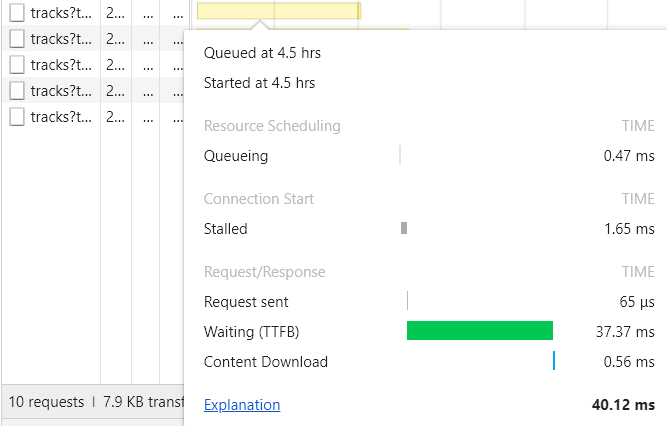 tracks?t... 2... ... ...
tracks?t... 2... ... ...
tracks?t... 2... ... ...
tracks?t... 2... ... ...
tracks?t... 2... ... ...
10 requests | 7.9 KB transf
Queued at 4.5 hrs
Started at 4.5 hrs
Resource Scheduling TIME
Queueing 0.47 ms
Connection Start TIME
Stalled 1.65 ms
Request/Response TIME
Request sent 65 μs
Waiting (TTFB) 37.37 ms
Content Download 0.56 ms
Explanation 40.12 ms